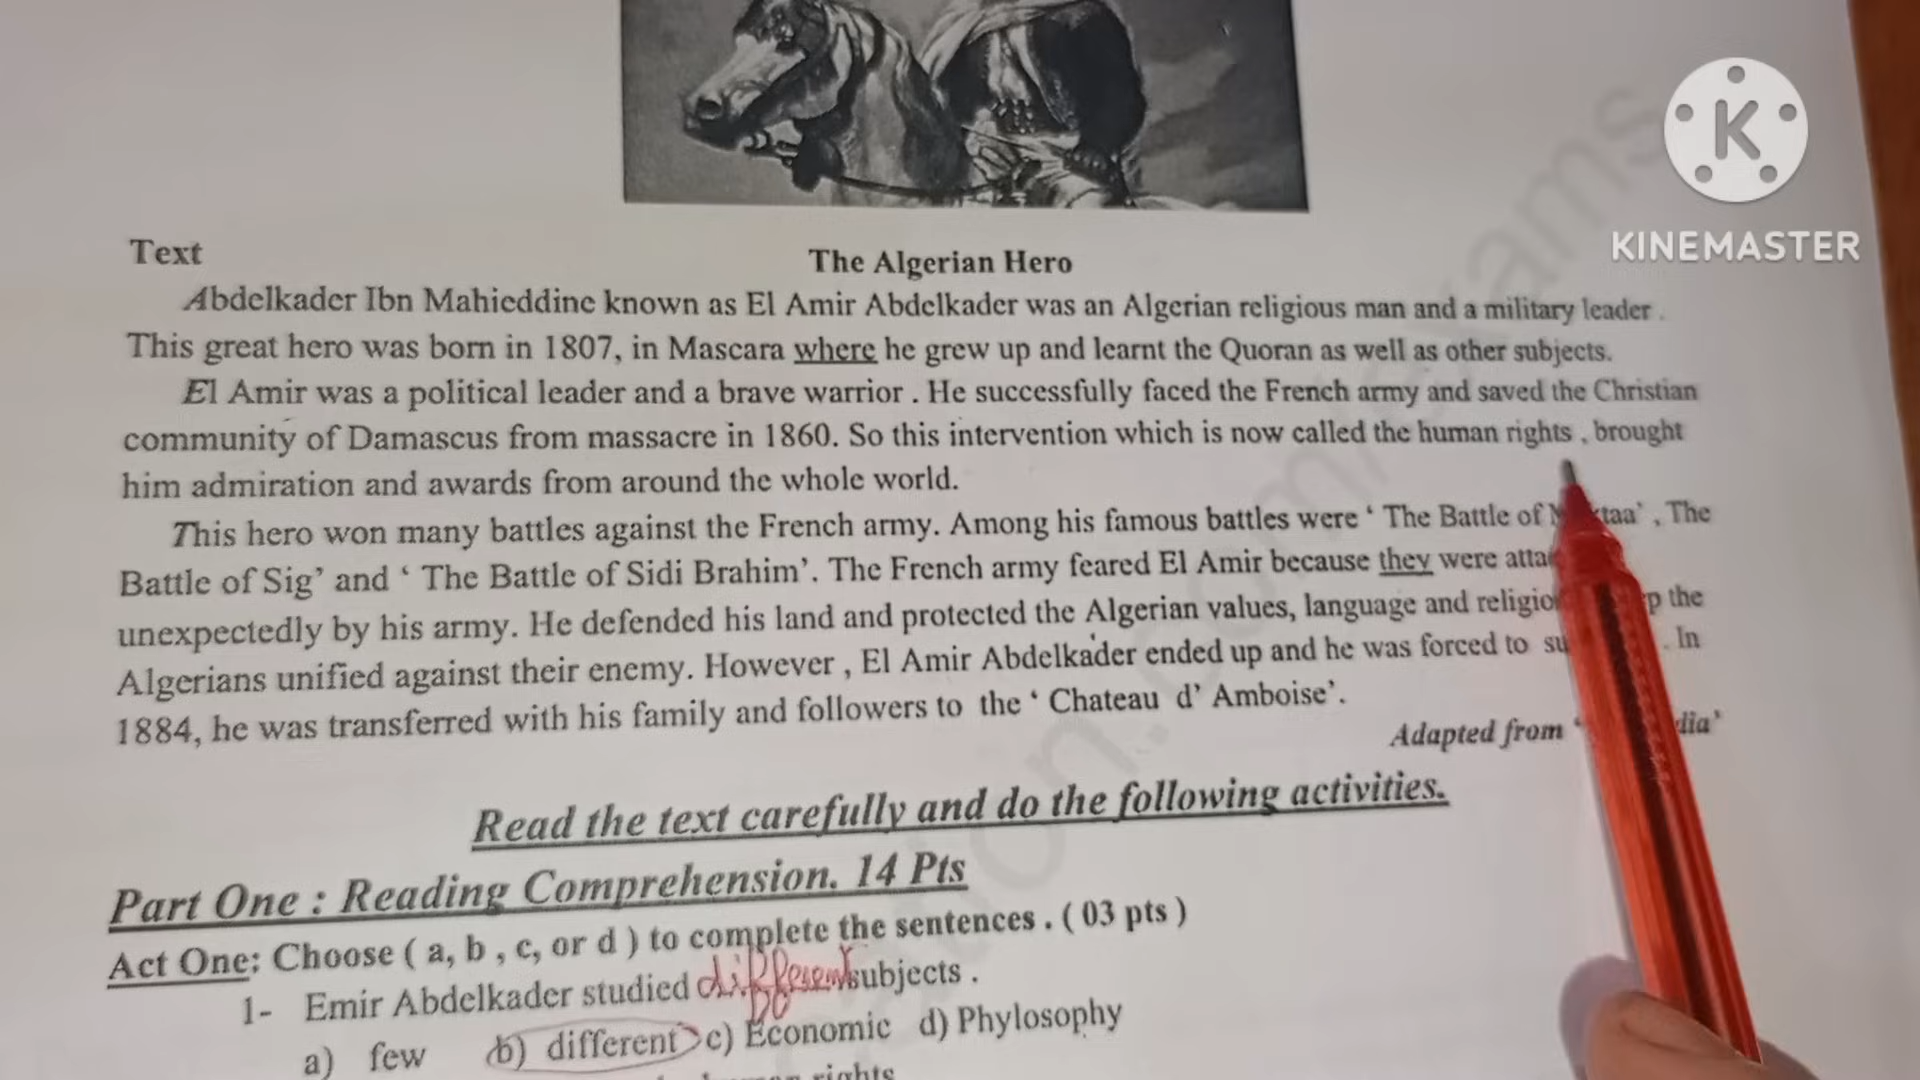 K
KINEMASTER
Text
The Algerian Hero
Abdelkader Ibn Mahieddine known as El Amir Abdelkader was an Algerian religious man and a military leader .
This great hero was born in 1807, in Mascara where he grew up and learnt the Quoran as well as other subjects.
El Amir was a political leader and a brave warrior . He successfully faced the French army and saved the Christian
community of Damascus from massacre in 1860. So this intervention which is now called the human rights , brought
him admiration and awards from around the whole world.
This hero won many battles against the French army. Among his famous battles were ‘ The Battle of , The
Battle of Sig’ and ‘ The Battle of Sidi Brahim’. The French army feared El Amir because they were
unexpectedly by his army. He defended his land and protected the Algerian values, language and the
Algerians unified against their enemy. However , El Amir Abdelkader ended up and he was forced to . In
1884, he was transferred with his family and followers to the ‘ Chateau d’ Amboise’.
Adapted from
Read the text carefully and do the following activities.
Part One : Reading Comprehension. 14 Pts
Act One: Choose ( a, b , c, or d ) to complete the sentences . ( 03 pts )
1- Emir Abdelkader studied different subjects .
a) few b) different c) Economic d) Phylosophy
human rights